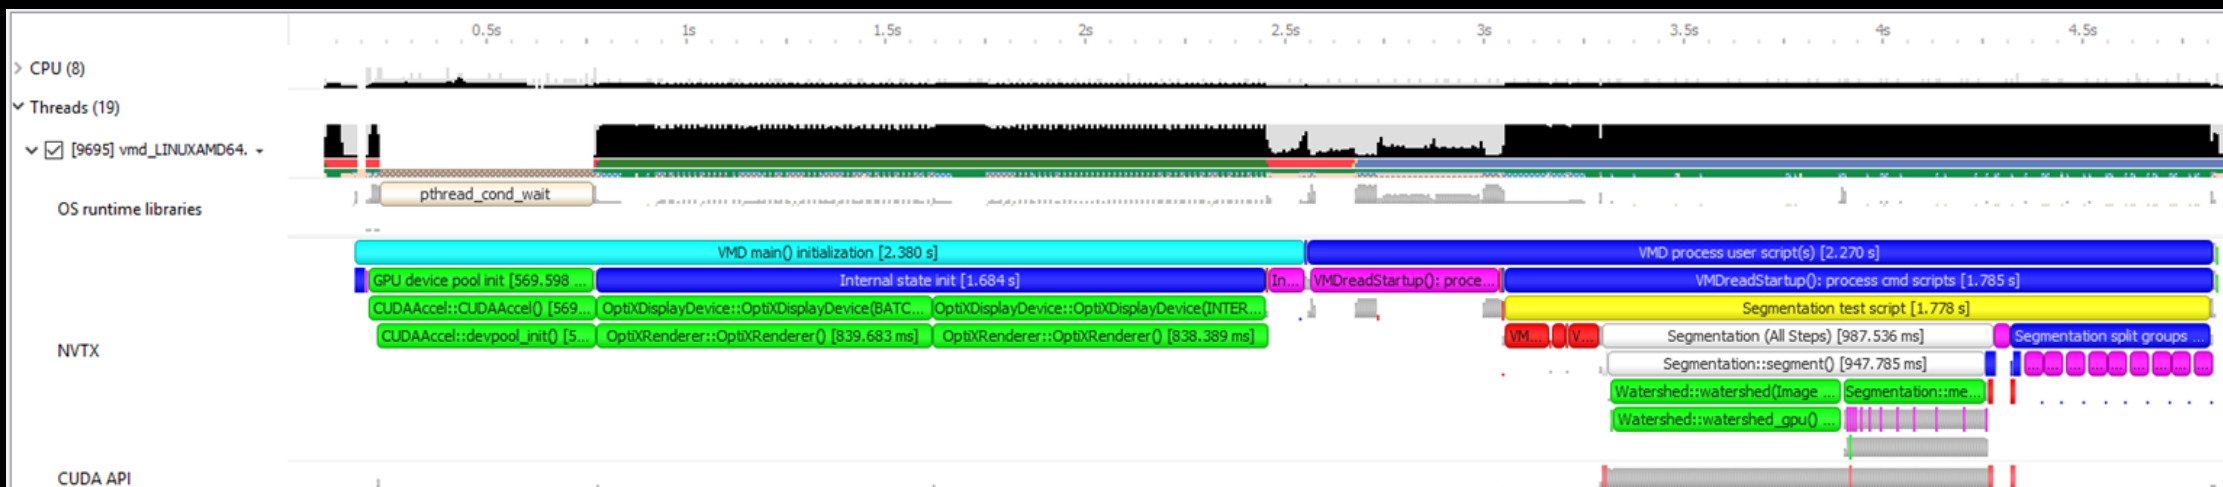 0.5s 1s 1.5s 2s 2.5s 3s 3.5s 4s 4.5s
CPU (8)
Threads (19)
[9695] vmd_LINUXAMD64.
pthread_cond_wait
OS runtime libraries
VMD main() initialization [2.380 s] VMD process user script(s) [2.270 s]
GPU device pool init [569.598 ... Internal state init [1.684 s] In... VMDreadStartup(): proce... VMDreadStartup(): process cmd scripts [1.785 s]
CUDAAccel::CUDAAccel() [569... OptiXDisplayDevice::OptiXDisplayDevice(BATC... OptiXDisplayDevice::OptiXDisplayDevice(INTER... Segmentation test script [1.778 s]
CUDAAccel::devpool_init() [5... OptiXRenderer::OptiXRenderer() [839.683 ms] OptiXRenderer::OptiXRenderer() [838.389 ms] VM... V... Segmentation (All Steps) [987.536 ms] Segmentation split groups ...
NVTX
Segmentation::segment() [947.785 ms] ... ... ... ... ... ... ... ... ...
Watershed::watershed(Image ... Segmentation::me...
Watershed::watershed_gpu() ...
CUDA API